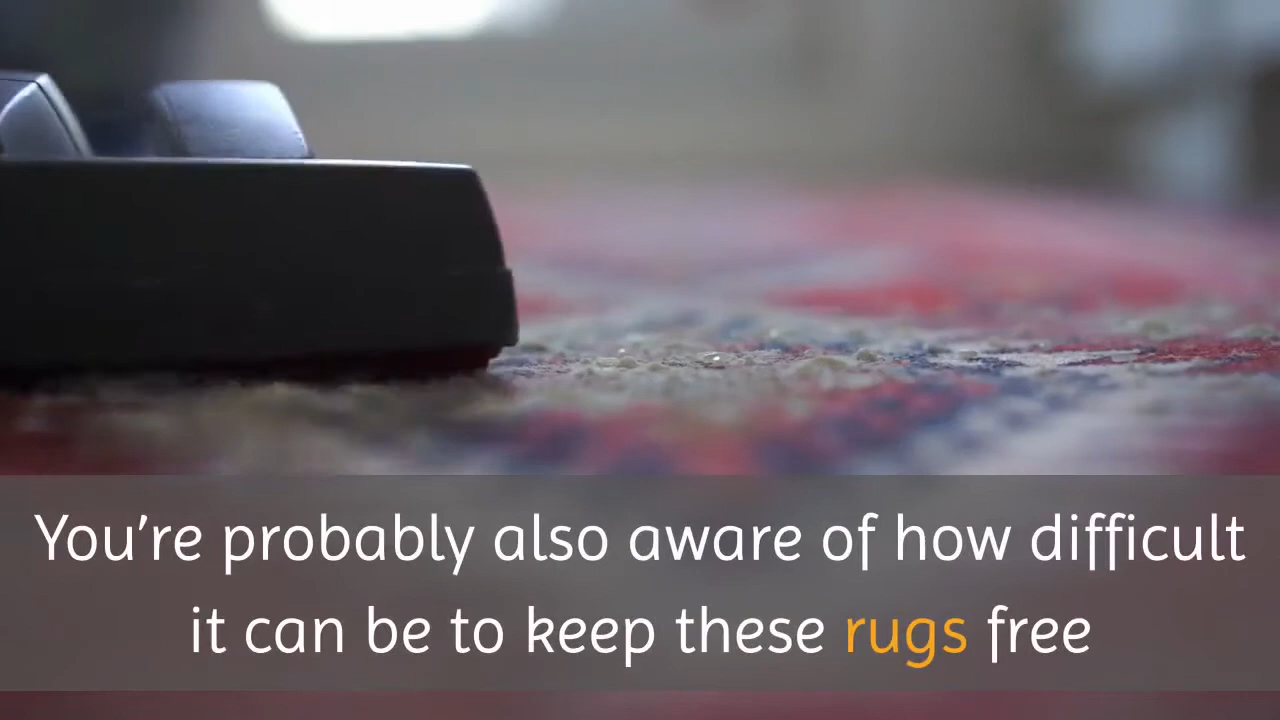 You’re probably also aware of how difficult
it can be to keep these rugs free